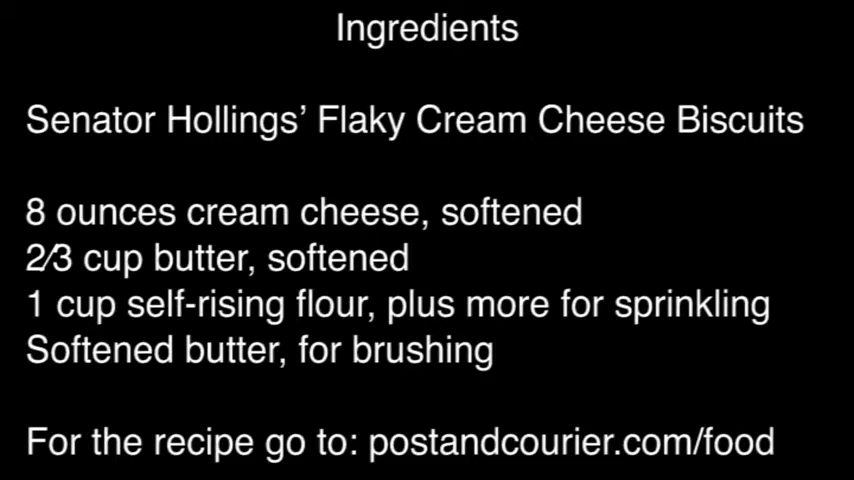 Ingredients
Senator Hollings’ Flaky Cream Cheese Biscuits
8 ounces cream cheese, softened
2⁄3 cup butter, softened
1 cup self-rising flour, plus more for sprinkling
Softened butter, for brushing
For the recipe go to: postandcourier.com/food